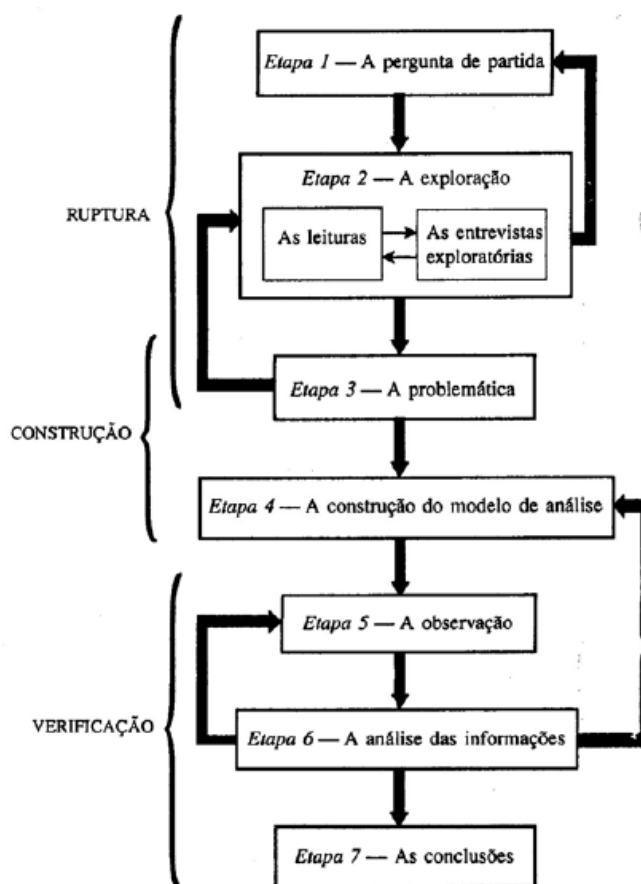 Etapa 1 — A pergunta de partida
Etapa 2 — A exploração
RUPTURA
As leituras
As entrevistas
exploratórias
Etapa 3 — A problemática
CONSTRUÇÃO
Etapa 4 — A construção do modelo de análise
Etapa 5 — A observação
VERIFICAÇÃO
Etapa 6 — A análise das informações
Etapa 7 — As conclusões